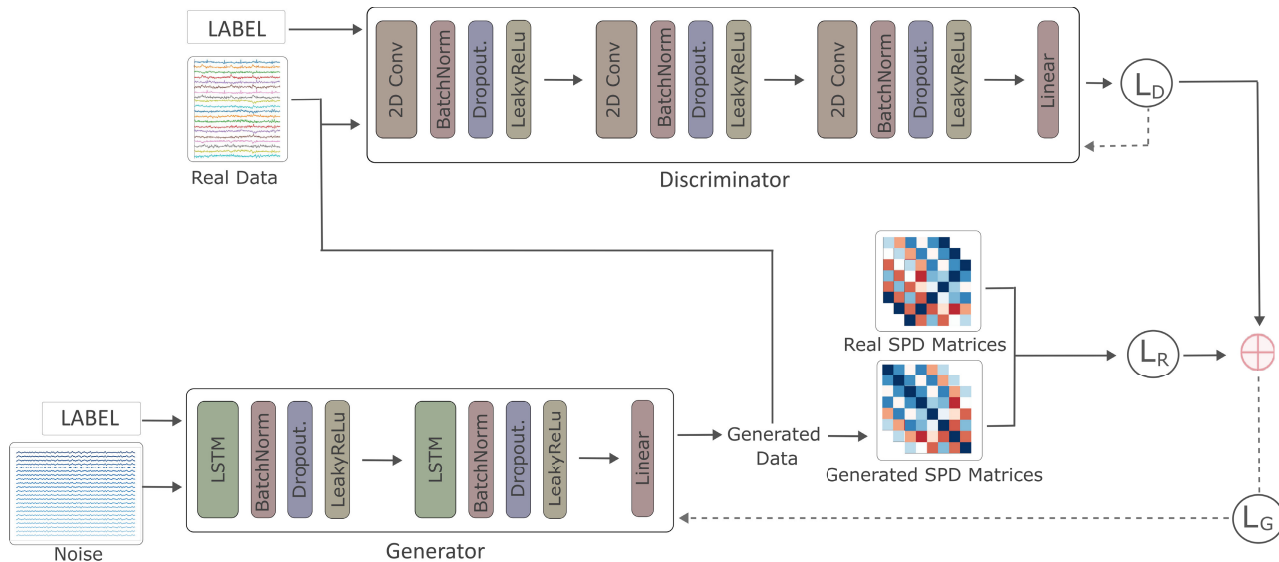 LABEL
Real Data
2D Conv
BatchNorm
Dropout.
LeakyReLu
2D Conv
BatchNorm
Dropout.
LeakyReLu
2D Conv
BatchNorm
Dropout.
LeakyReLu
Linear
LD
Discriminator
Real SPD Matrices
LR
LABEL
Noise
LSTM
BatchNorm
Dropout.
LeakyReLu
LSTM
BatchNorm
Dropout.
LeakyReLu
Linear
Generator
Generated
Data
Generated SPD Matrices
LG